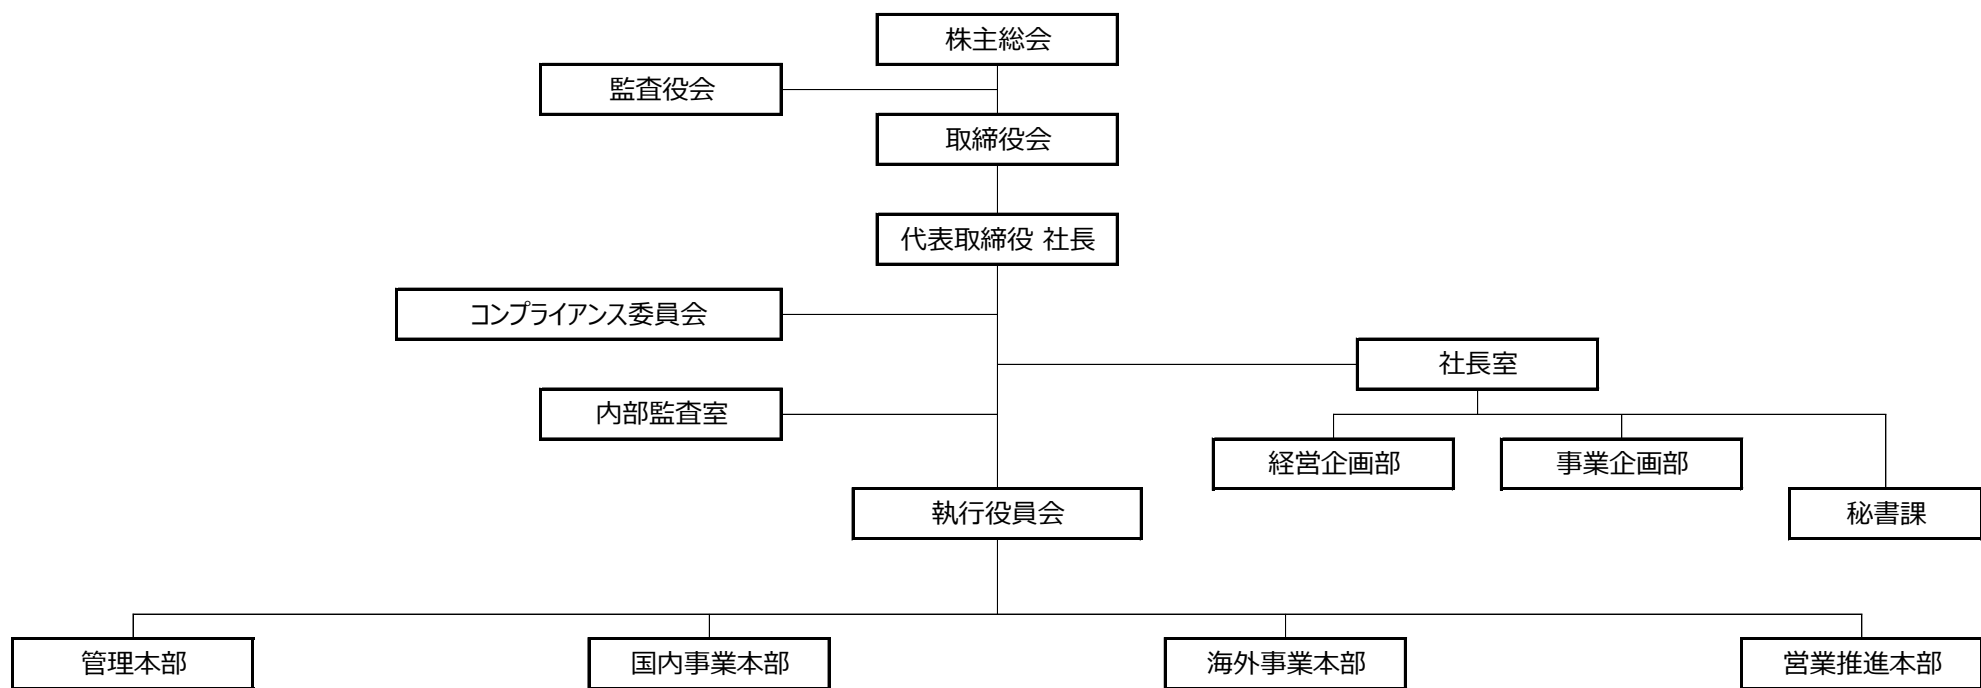 株主総会
監査役会
取締役会
代表取締役 社長
コンプライアンス委員会
社長室
内部監査室
経営企画部
事業企画部
執行役員会
秘書課
管理本部
国内事業本部
海外事業本部
営業推進本部